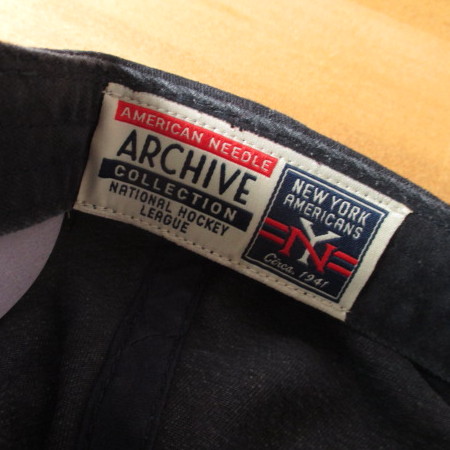 AMERICAN NEEDLE
ARCHIVE
COLLECTION
NATIONAL HOCKEY
LEAGUE
NEW YORK
AMERICANS
NY
Circa. 1941